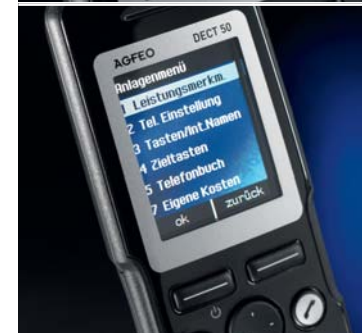 AGFEO DECT 50
Anlagenmenü
1 Leistungsmerkm.
2 Tel. Einstellung
3 Tasten/Int.Namen
4 Zieltasten
5 Telefonbuch
7 Eigene Kosten
ok zurück